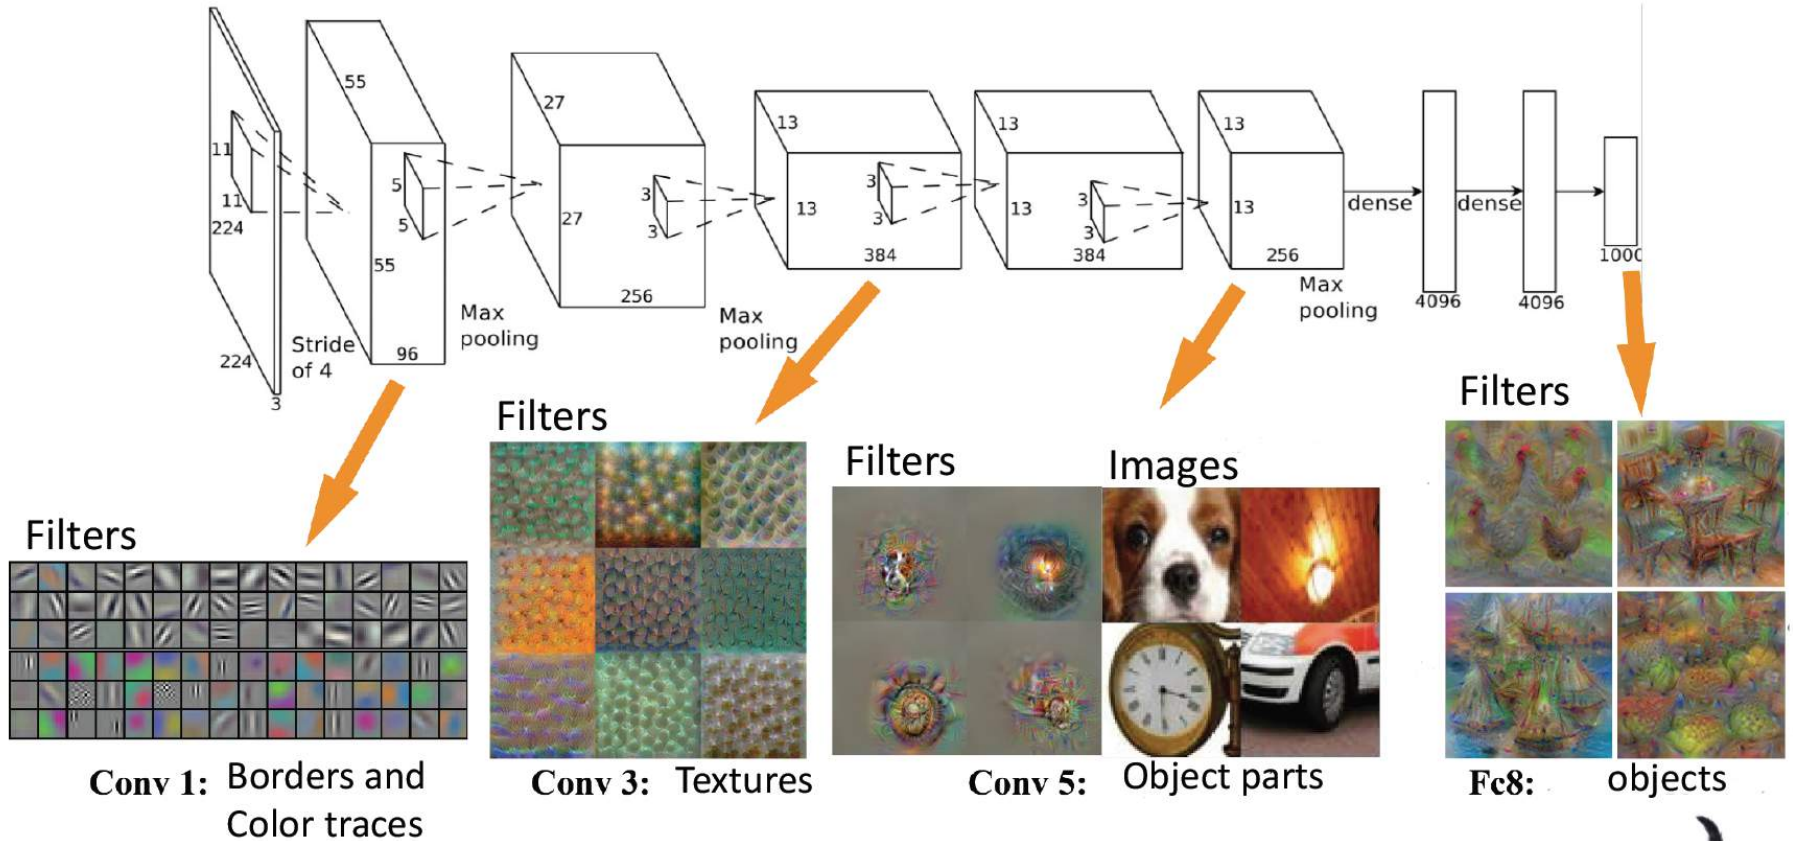 11
11
224
224
3
Stride
of 4
55
55
96
5
5
Max
pooling
27
27
256
3
3
Max
pooling
13
13
384
3
3
13
13
384
3
3
13
13
256
Max
pooling
dense
4096
dense
4096
1000
Filters
Conv 1: Borders and
Color traces
Filters
Conv 3: Textures
Filters
Images
Conv 5: Object parts
Filters
Fc8: objects